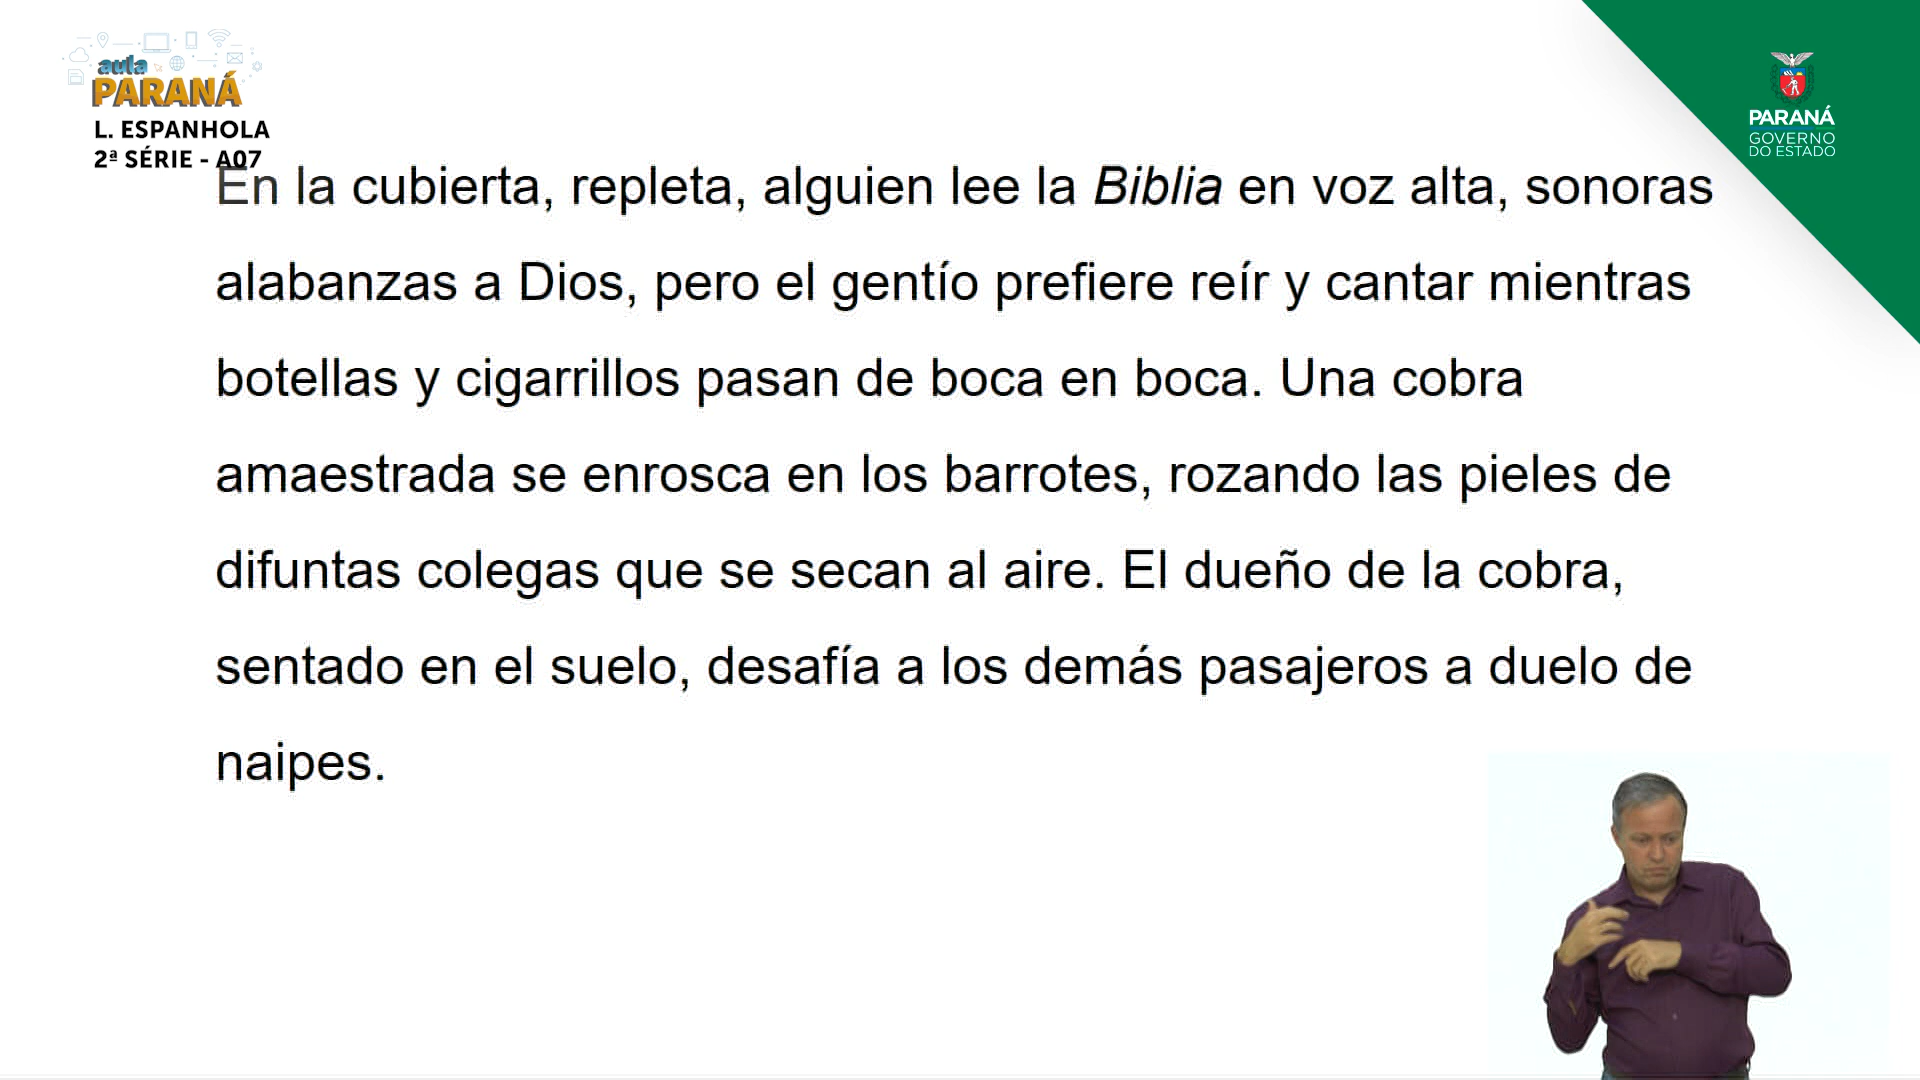 aula
PARANÁ
L. ESPANHOLA
2ª SÉRIE - A07
PARANÁ
GOVERNO
DO ESTADO
En la cubierta, repleta, alguien lee la Biblia en voz alta, sonoras
alabanzas a Dios, pero el gentío prefiere reír y cantar mientras
botellas y cigarrillos pasan de boca en boca. Una cobra
amaestrada se enrosca en los barrotes, rozando las pieles de
difuntas colegas que se secan al aire. El dueño de la cobra,
sentado en el suelo, desafía a los demás pasajeros a duelo de
naipes.